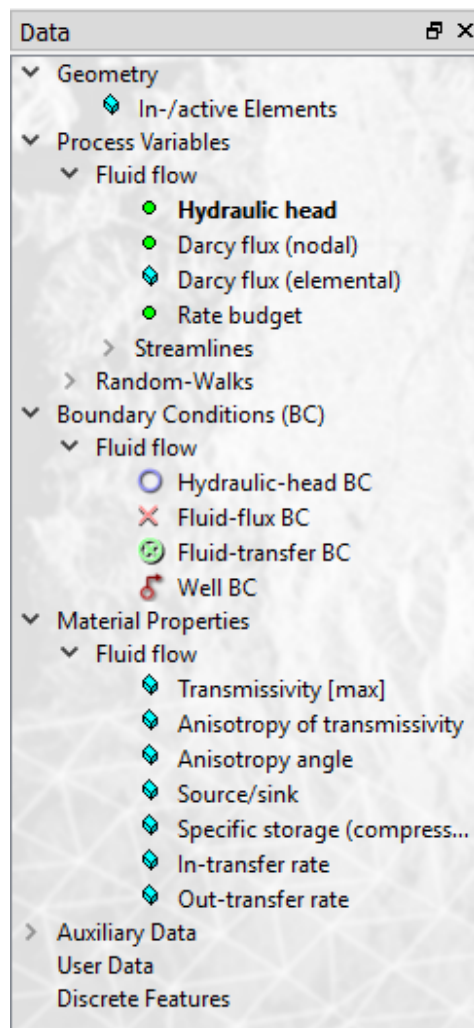 Data
Geometry
In-/active Elements
Process Variables
Fluid flow
Hydraulic head
Darcy flux (nodal)
Darcy flux (elemental)
Rate budget
Streamlines
Random-Walks
Boundary Conditions (BC)
Fluid flow
Hydraulic-head BC
Fluid-flux BC
Fluid-transfer BC
Well BC
Material Properties
Fluid flow
Transmissivity [max]
Anisotropy of transmissivity
Anisotropy angle
Source/sink
Specific storage (compress...
In-transfer rate
Out-transfer rate
Auxiliary Data
User Data
Discrete Features